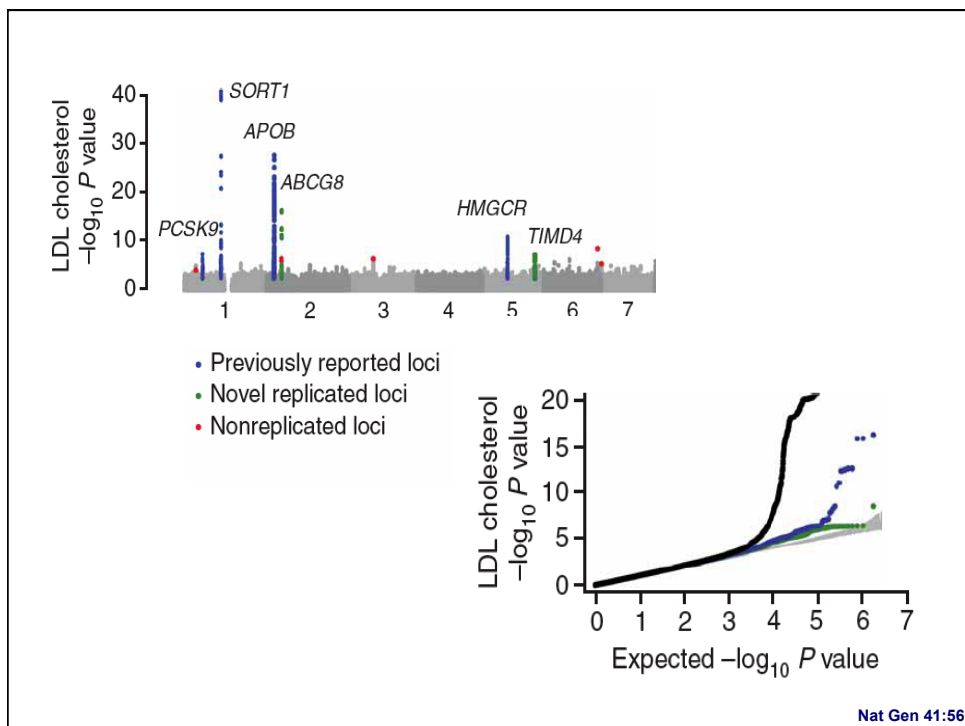 LDL cholesterol
–log10 P value
40
30
20
10
0
SORT1
APOB
ABCG8
PCSK9
HMGCR
TIMD4
1 2 3 4 5 6 7
• Previously reported loci
• Novel replicated loci
• Nonreplicated loci
LDL cholesterol
–log10 P value
20
15
10
5
0
0 1 2 3 4 5 6 7
Expected –log10 P value
Nat Gen 41:56